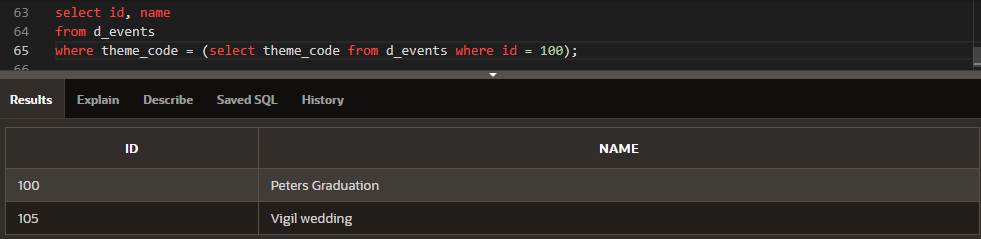 63 select id, name
64 from d_events
65 where theme_code = (select theme_code from d_events where id = 100);
66
Results Explain Describe Saved SQL History
ID NAME
100 Peters Graduation
105 Vigil wedding